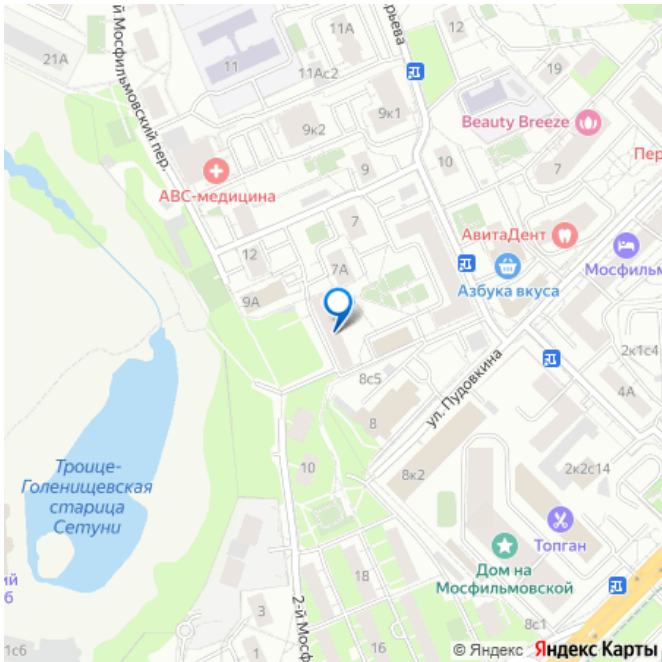 21А
й Мосфильмовский пер.
11
11Ас2
рьева
12
19
9к2
9к1
Beauty Breeze
АВС-медицина
9
10
7
Пер
7
АвитаДент
12
7А
Азбука вкуса
Мосфильм
9А
2к1с4
8с5
ул. Пудовкина
4А
8
Троице-
Голенищевская
старица
Сетуни
10
8к2
2к2с14
Топган
ий
6
18
Дом на
Мосфильмовской
3
2-й Мосф
8с1
1с6
1
16
© Яндекс Яндекс Карты